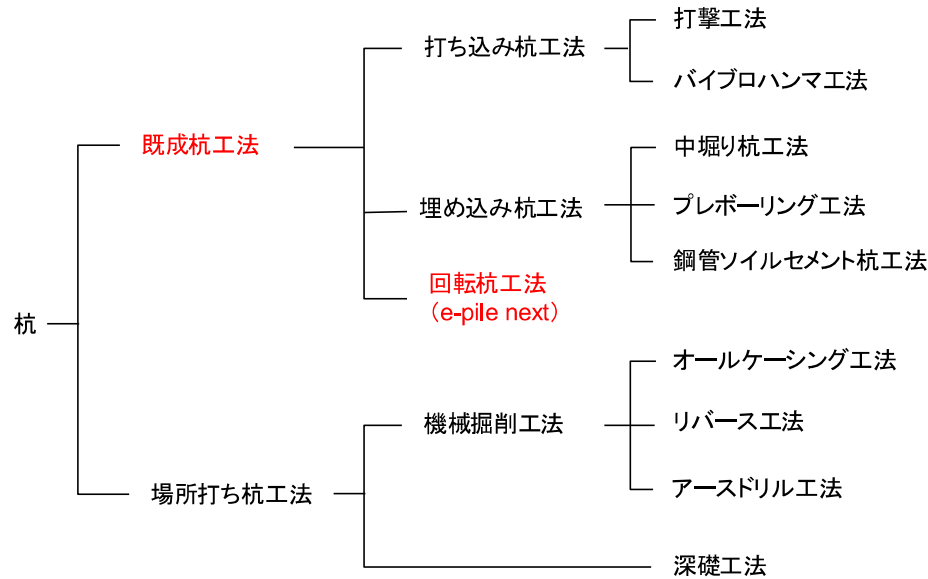 杭
既成杭工法
打ち込み杭工法
打撃工法
バイブロハンマ工法
埋め込み杭工法
中堀り杭工法
プレボーリング工法
鋼管ソイルセメント杭工法
回転杭工法
（e-pile next）
場所打ち杭工法
機械掘削工法
オールケーシング工法
リバース工法
アースドリル工法
深礎工法